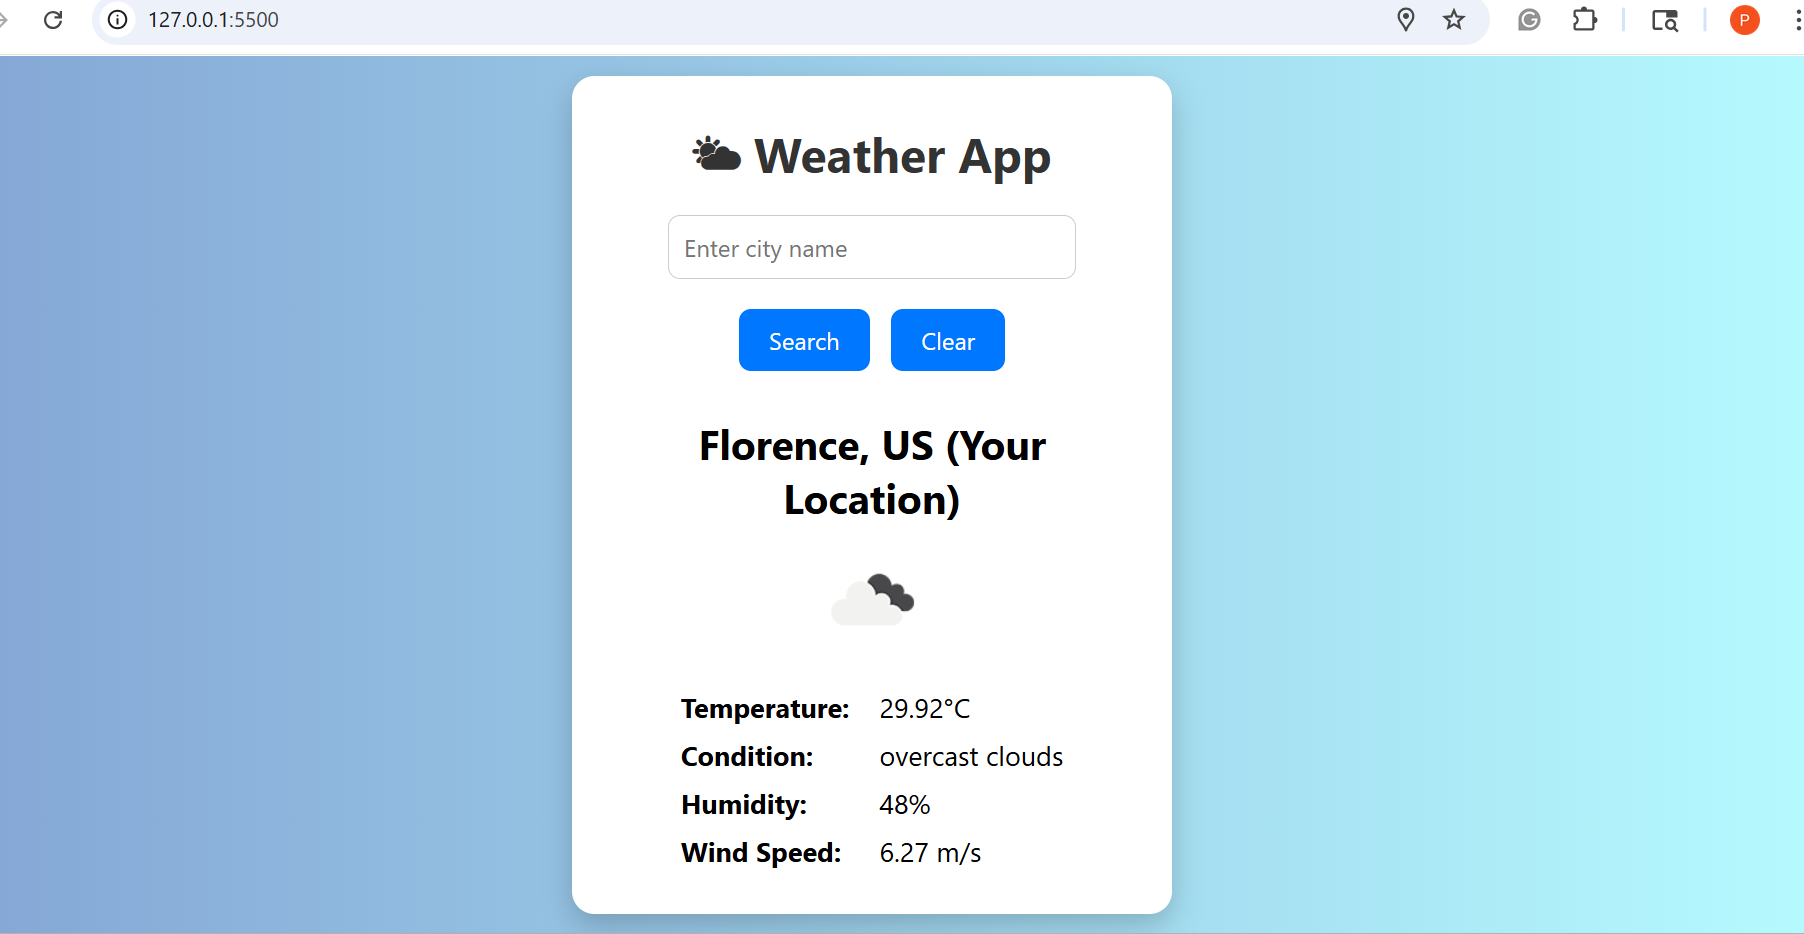 127.0.0.1:5500
P
Weather App
Enter city name
Search Clear
Florence, US (Your
Location)
Temperature: 29.92°C
Condition: overcast clouds
Humidity: 48%
Wind Speed: 6.27 m/s